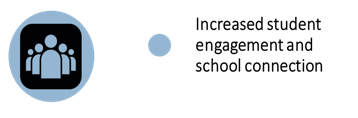 Increased student
engagement and
school connection